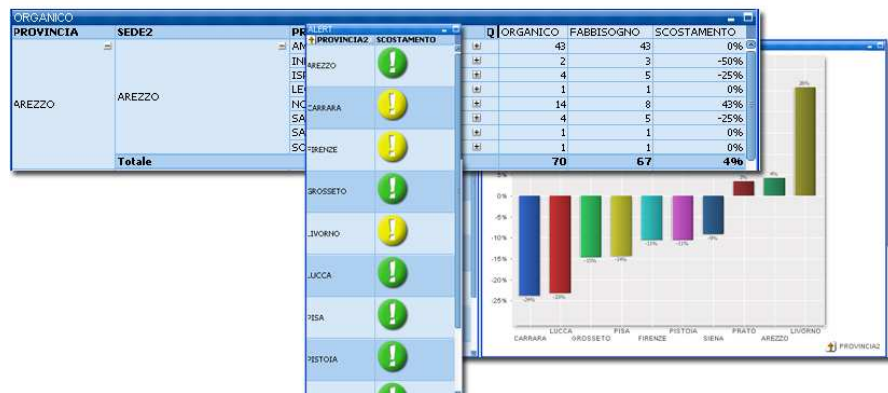 ORGANICO
PROVINCIA SEDE2 PR Q ORGANICO FABBISOGNO SCOSTAMENTO
AREZZO AREZZO
43 43 0%
2 3 -50%
4 5 -25%
1 1 0%
14 8 43%
4 5 -25%
1 1 0%
1 1 0%
Totale 70 67 4%
ALERT
PROVINCIA2 SCOSTAMENTO
AREZZO
CARRARA
FIRENZE
GROSSETO
LIVORNO
LUCCA
PISA
PISTOIA
5%
0%
-5%
-10%
-15%
-20%
-25%
-24%
-23%
-15%
-14%
-11%
-11%
-9%
3%
4%
26%
LUCCA PISA PISTOIA PRATO LIVORNO
CARRARA GROSSETO FIRENZE SIENA AREZZO
PROVINCIA2